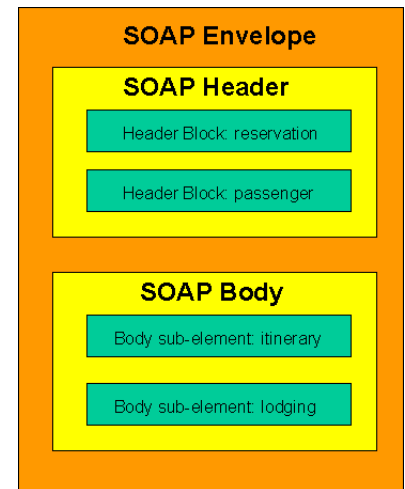 SOAP Envelope
SOAP Header
Header Block: reservation
Header Block: passenger
SOAP Body
Body sub-element: itinerary
Body sub-element: lodging